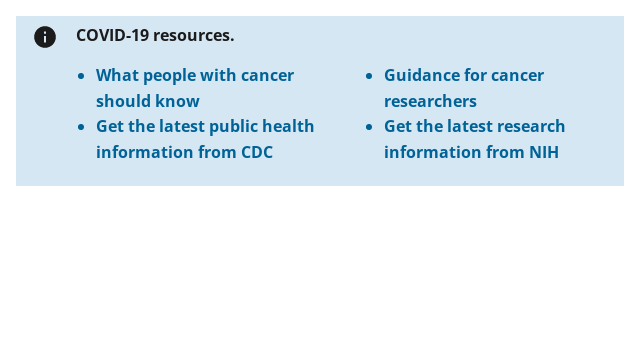 COVID-19 resources.
What people with cancer
should know
Get the latest public health
information from CDC
Guidance for cancer
researchers
Get the latest research
information from NIH